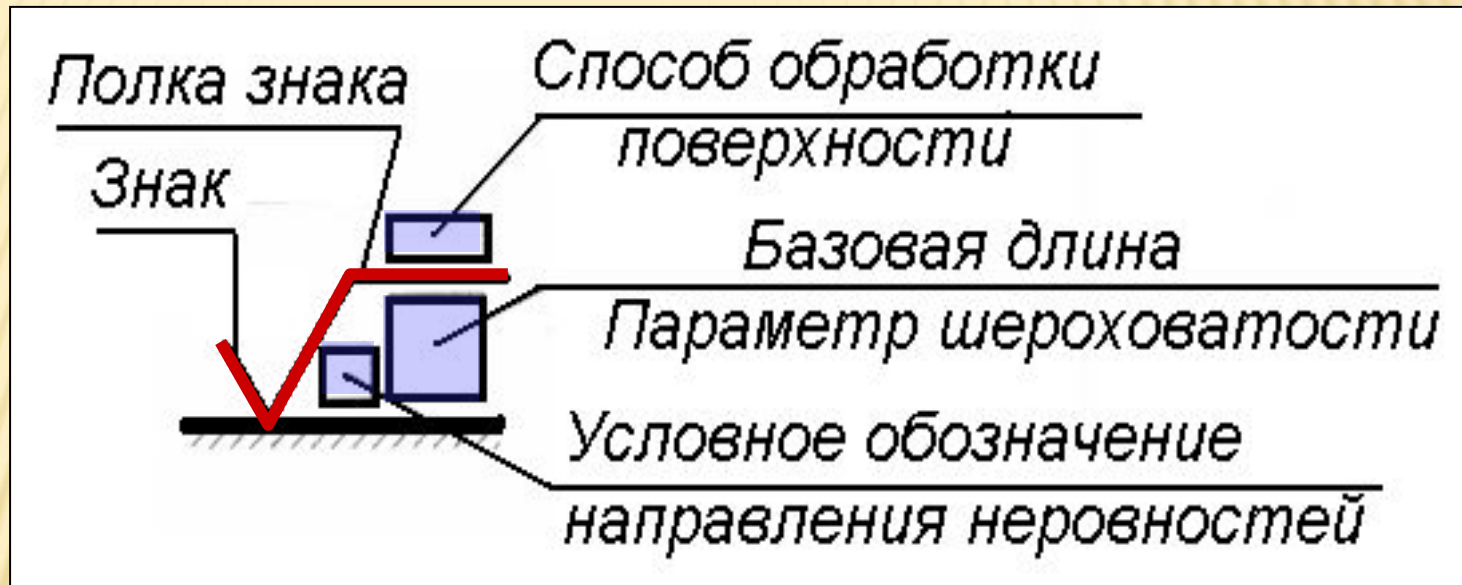 Полка знака
Способ обработки
поверхности
Знак
Базовая длина
Параметр шероховатости
Условное обозначение
направления неровностей